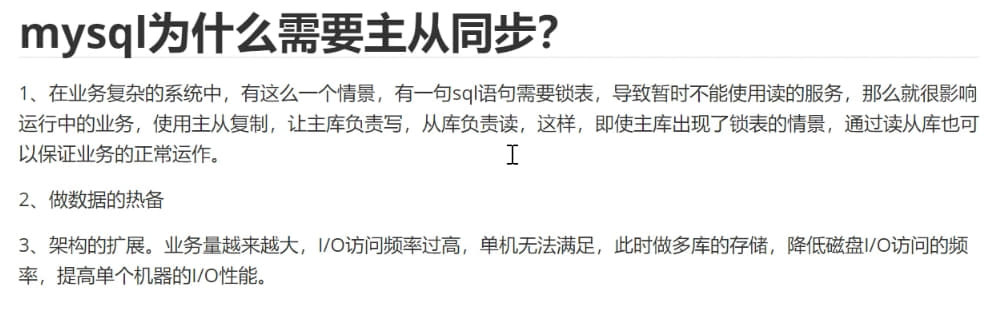 mysql为什么需要主从同步？
1、在业务复杂的系统中，有这么一个情景，有一句sql语句需要锁表，导致暂时不能使用读的服务，那么就很影响
运行中的业务，使用主从复制，让主库负责写，从库负责读，这样，即使主库出现了锁表的情景，通过读从库也可
以保证业务的正常运作。
2、做数据的热备
3、架构的扩展。业务量越来越大，I/O访问频率过高，单机无法满足，此时做多库的存储，降低磁盘I/O访问的频
率，提高单个机器的I/O性能。